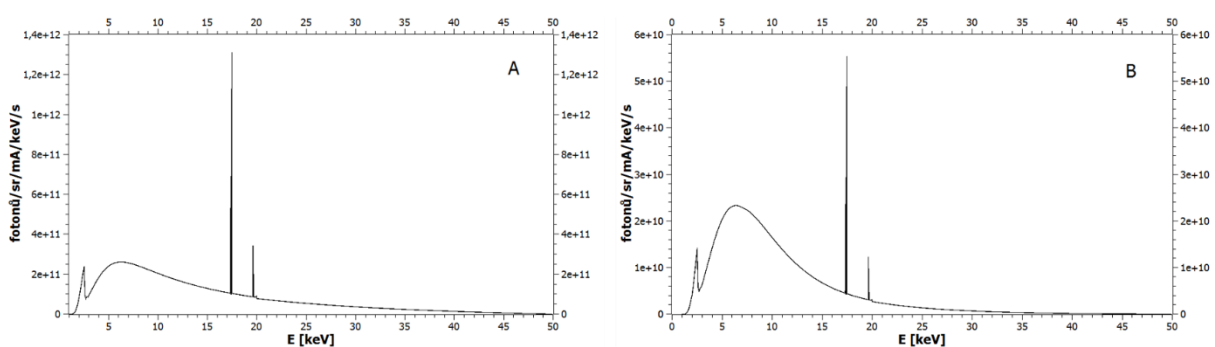 5 10 15 20 25 30 35 40 45 50
1,4e+12 1,4e+12
1,2e+12 A 1,2e+12
1e+12 1e+12
8e+11 8e+11
6e+11 6e+11
4e+11 4e+11
2e+11 2e+11
0 0
5 10 15 20 25 30 35 40 45 50
E [keV]
fotonů/sr/mA/keV/s
0 5 10 15 20 25 30 35 40 45 50
6e+10 6e+10
B
5e+10 5e+10
4e+10 4e+10
3e+10 3e+10
2e+10 2e+10
1e+10 1e+10
0 0
0 5 10 15 20 25 30 35 40 45 50
E [keV]
fotonů/sr/mA/keV/s